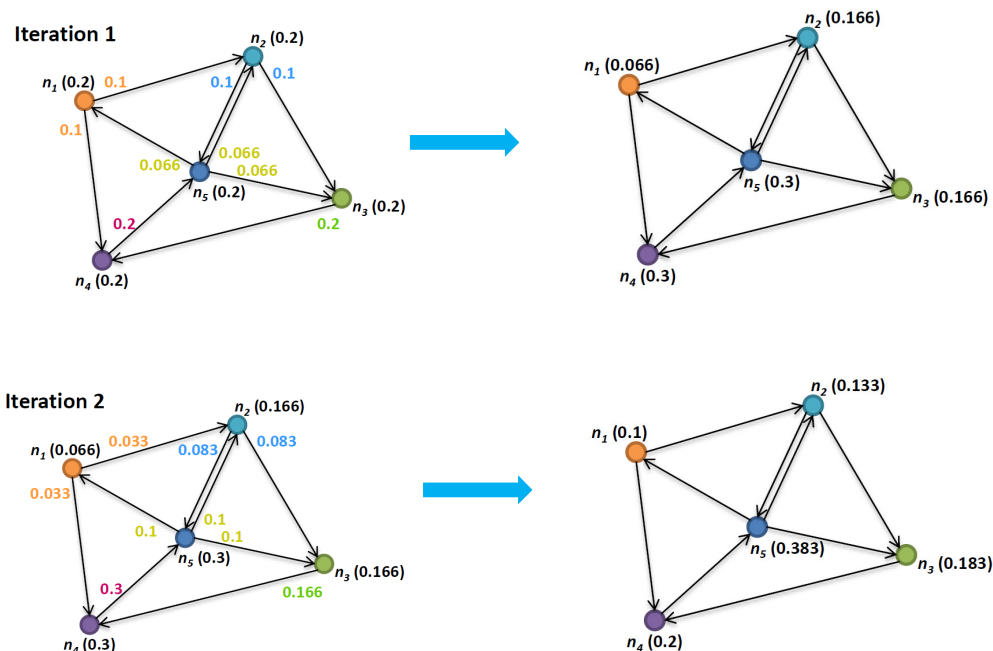 Iteration 1
n2 (0.2)
n1 (0.2)
0.1
0.1
0.1
0.1
0.066
0.066
0.066
n5 (0.2)
n3 (0.2)
0.2
0.2
n4 (0.2)
n2 (0.166)
n1 (0.066)
n5 (0.3)
n3 (0.166)
n4 (0.3)
Iteration 2
n2 (0.166)
n1 (0.066)
0.033
0.083
0.083
0.033
0.1
0.1
0.1
n5 (0.3)
n3 (0.166)
0.3
0.166
n4 (0.3)
n2 (0.133)
n1 (0.1)
n5 (0.383)
n3 (0.183)
n4 (0.2)